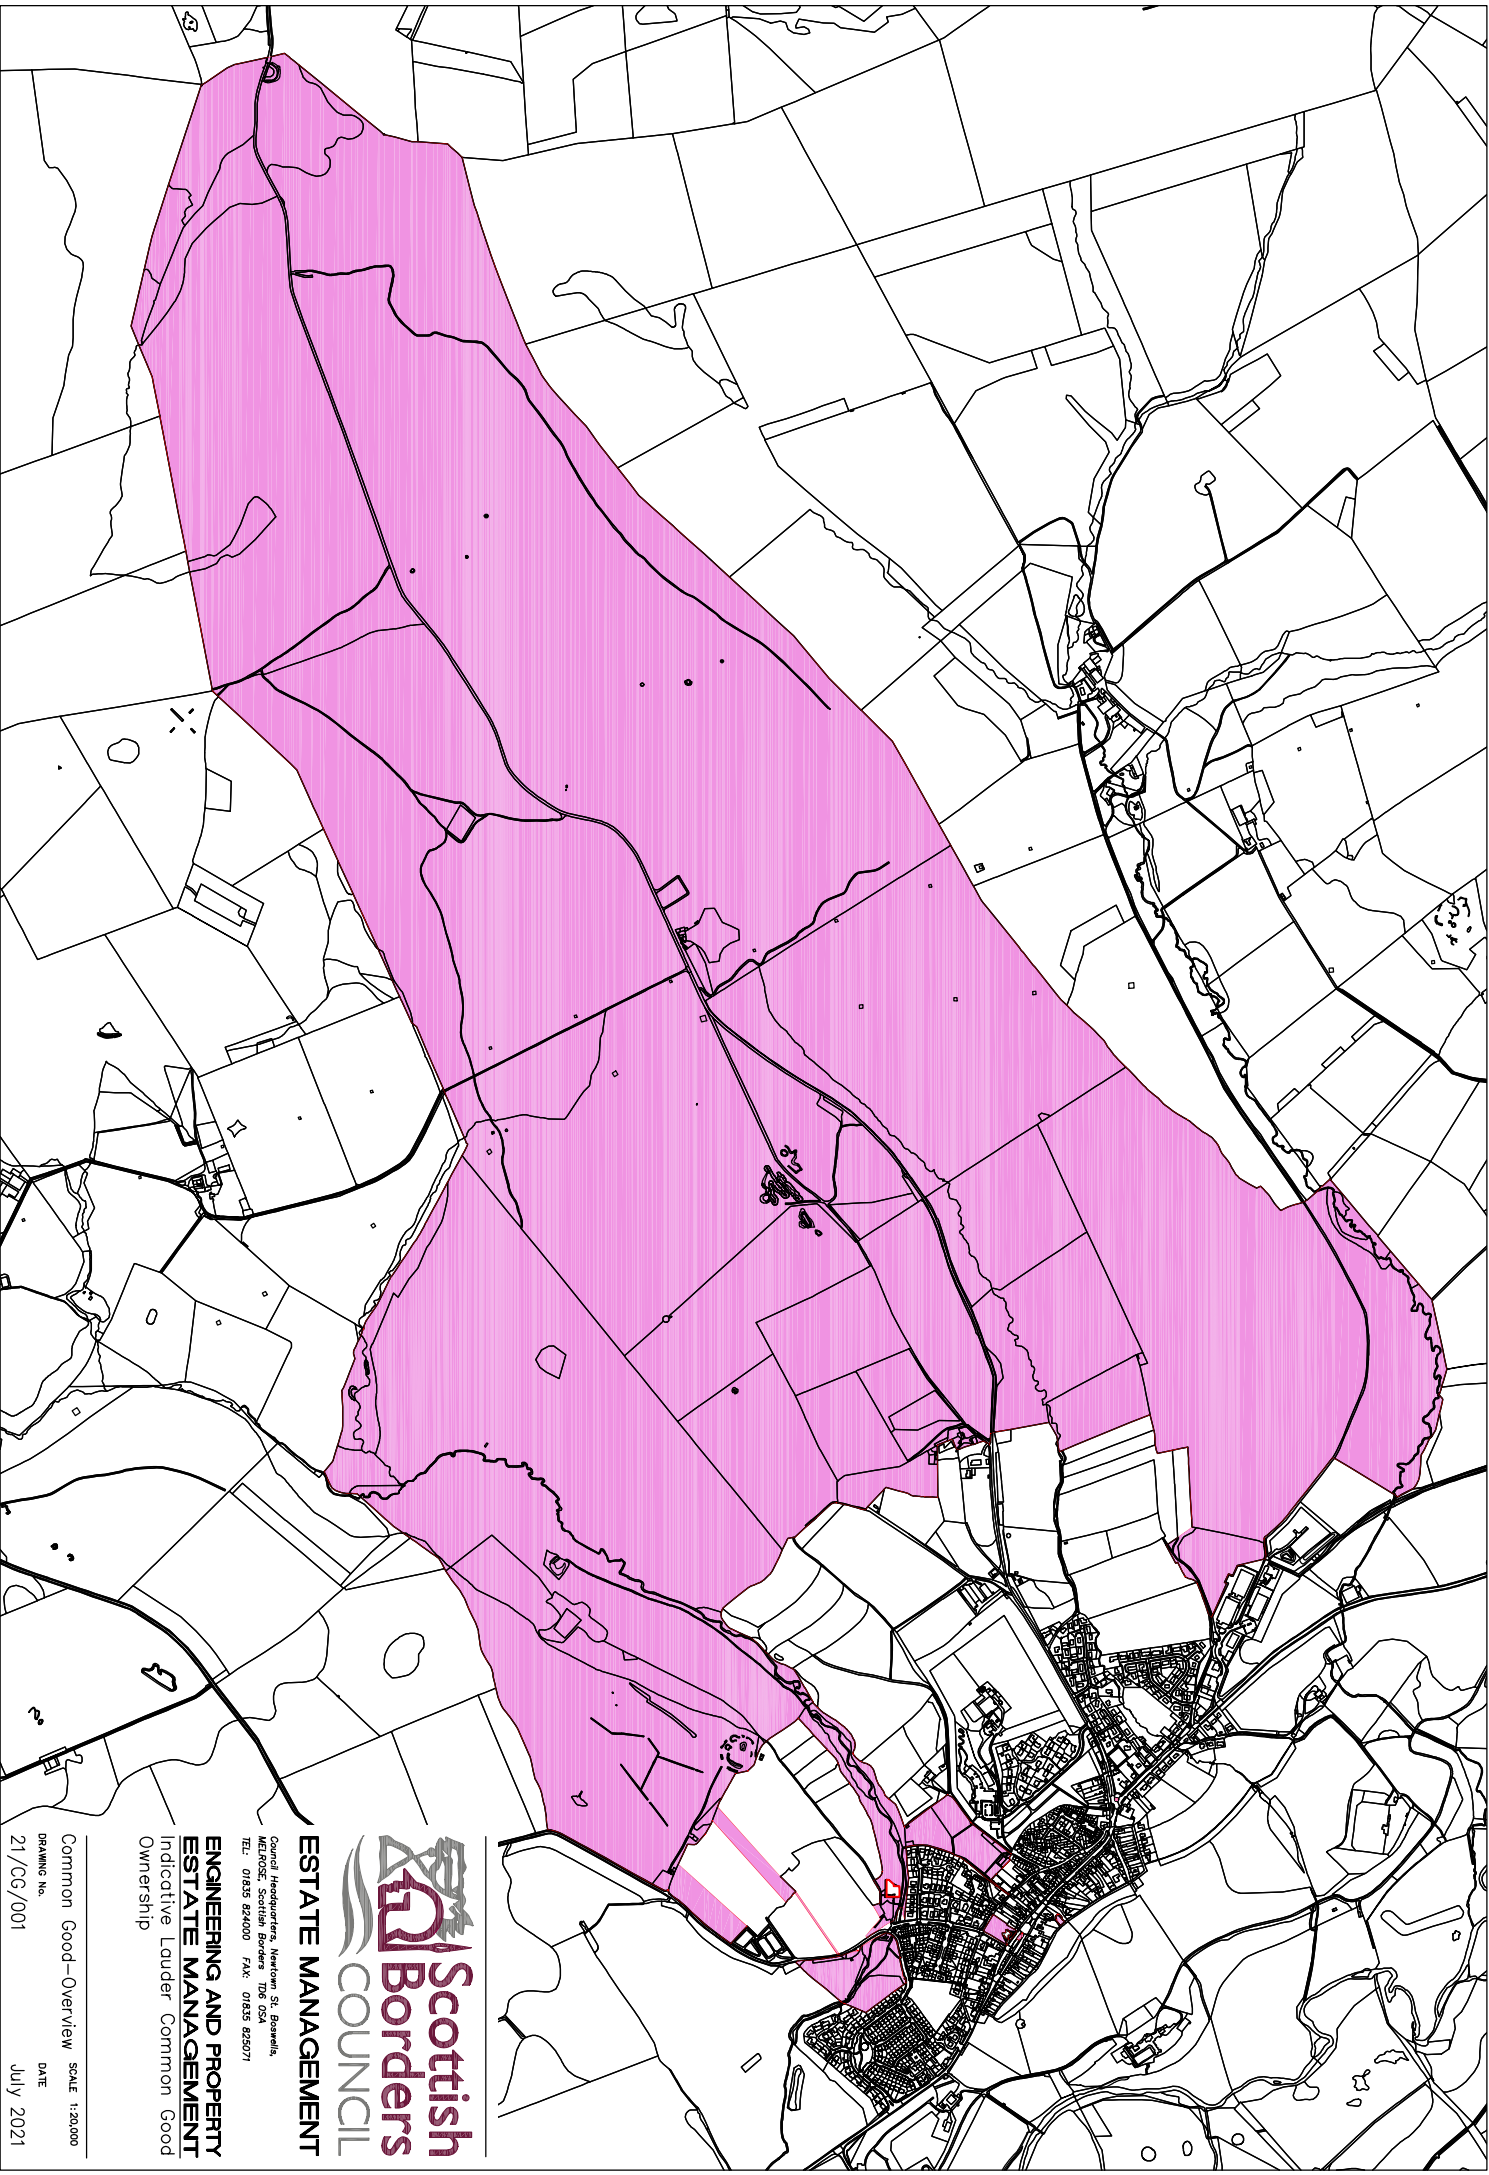 Scottish
Borders
COUNCIL
ESTATE MANAGEMENT
Council Headquarters, Newtown St. Boswells,
MELROSE, Scottish Borders TD6 0SA
TEL: 01835 824000 FAX: 01835 825071
ENGINEERING AND PROPERTY
ESTATE MANAGEMENT
Indicative Lauder Common Good
Ownership
Common Good-Overview SCALE 1:20,000
DRAWING No. DATE
21/CG/001 July 2021